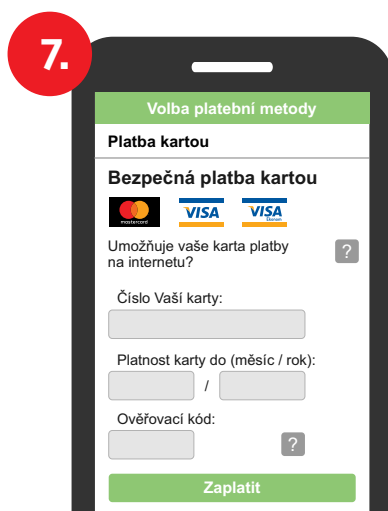 7.
Volba platební metody
Platba kartou
Bezpečná platba kartou
mastercard VISA VISA
Electron
Umožňuje vaše karta platby
na internetu?
?
Číslo Vaší karty:
Platnost karty do (měsíc / rok):
/
Ověřovací kód:
?
Zaplatit